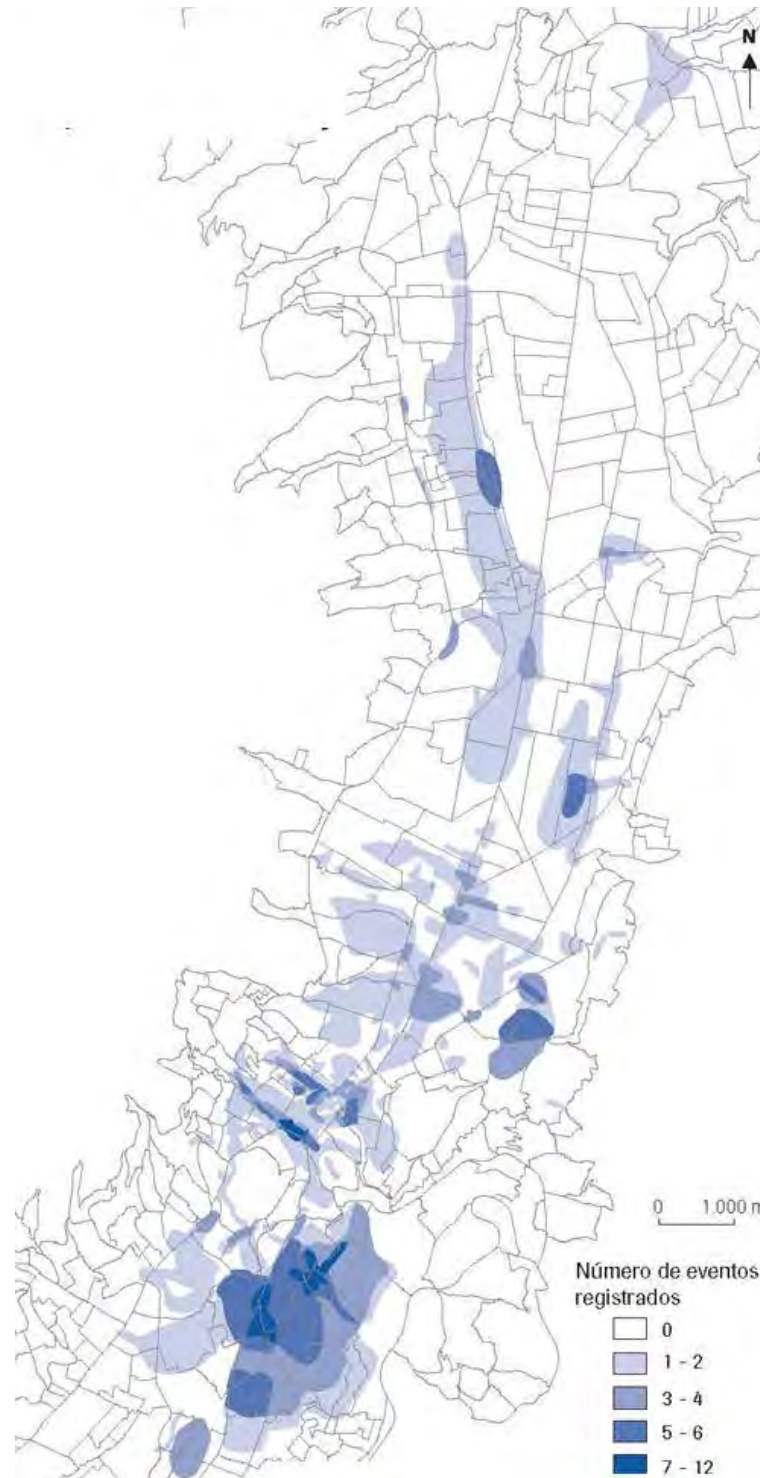 N
0 1.000 m
Número de eventos
registrados
0
1 - 2
3 - 4
5 - 6
7 - 12